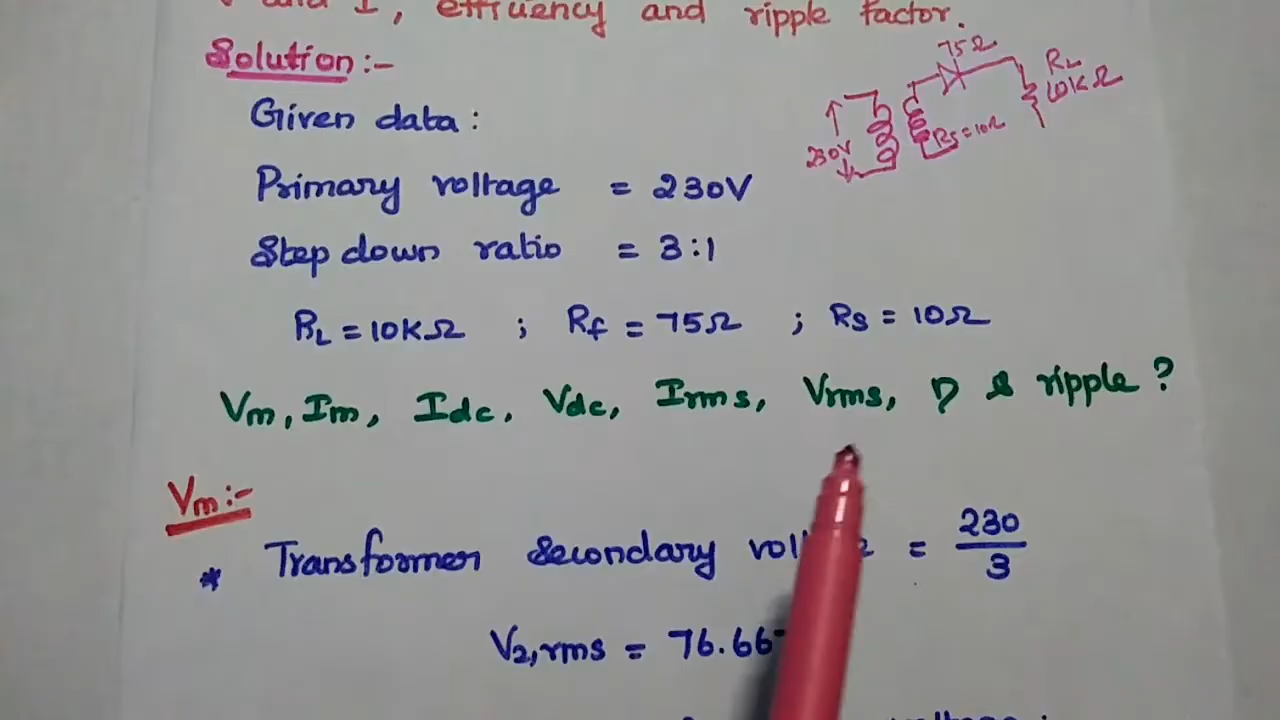 V and I, efficiency and ripple factor.
Solution :-
75Ω
RL
10KΩ
230V
Rs=10Ω
Given data :
Primary voltage = 230V
Step down ratio = 3:1
RL = 10KΩ ; Rf = 75Ω ; Rs = 10Ω
Vm, Im, Idc, Vdc, Irms, Vrms, η & ripple ?
Vm :-
* Transformer Secondary = 230/3
V2,rms = 76.66